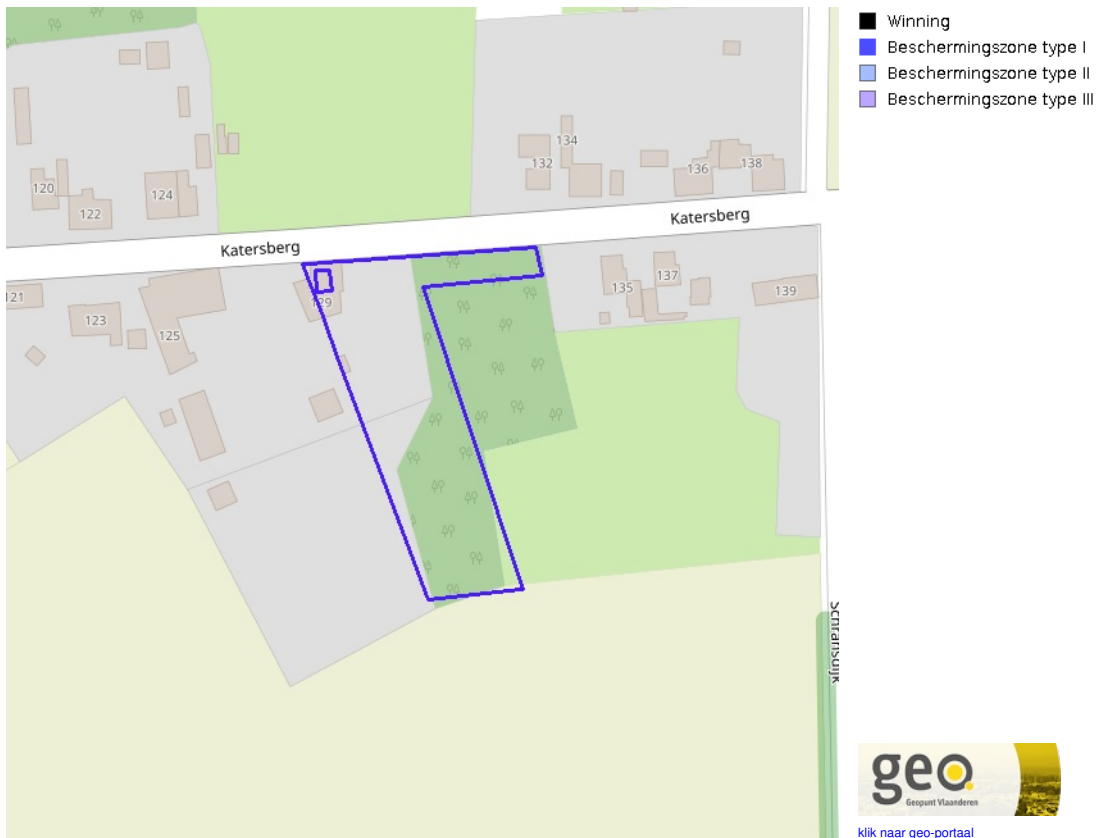 Winning
Beschermingszone type I
Beschermingszone type II
Beschermingszone type III
134
132
136
138
120
124
122
Katersberg
Katersberg
121
123
125
129
135
137
139
Schransdijk
geo.
Geopunt Vlaanderen
klik naar geo-portaal